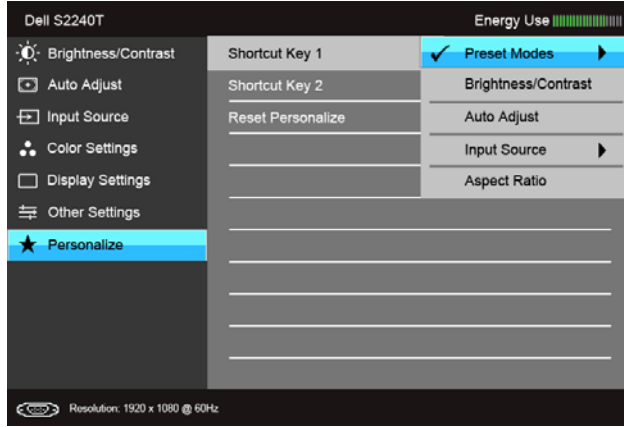 Dell S2240T
Energy Use
Brightness/Contrast
Auto Adjust
Input Source
Color Settings
Display Settings
Other Settings
Personalize
Shortcut Key 1
Shortcut Key 2
Reset Personalize
Preset Modes
Brightness/Contrast
Auto Adjust
Input Source
Aspect Ratio
Resolution: 1920 x 1080 @ 60Hz